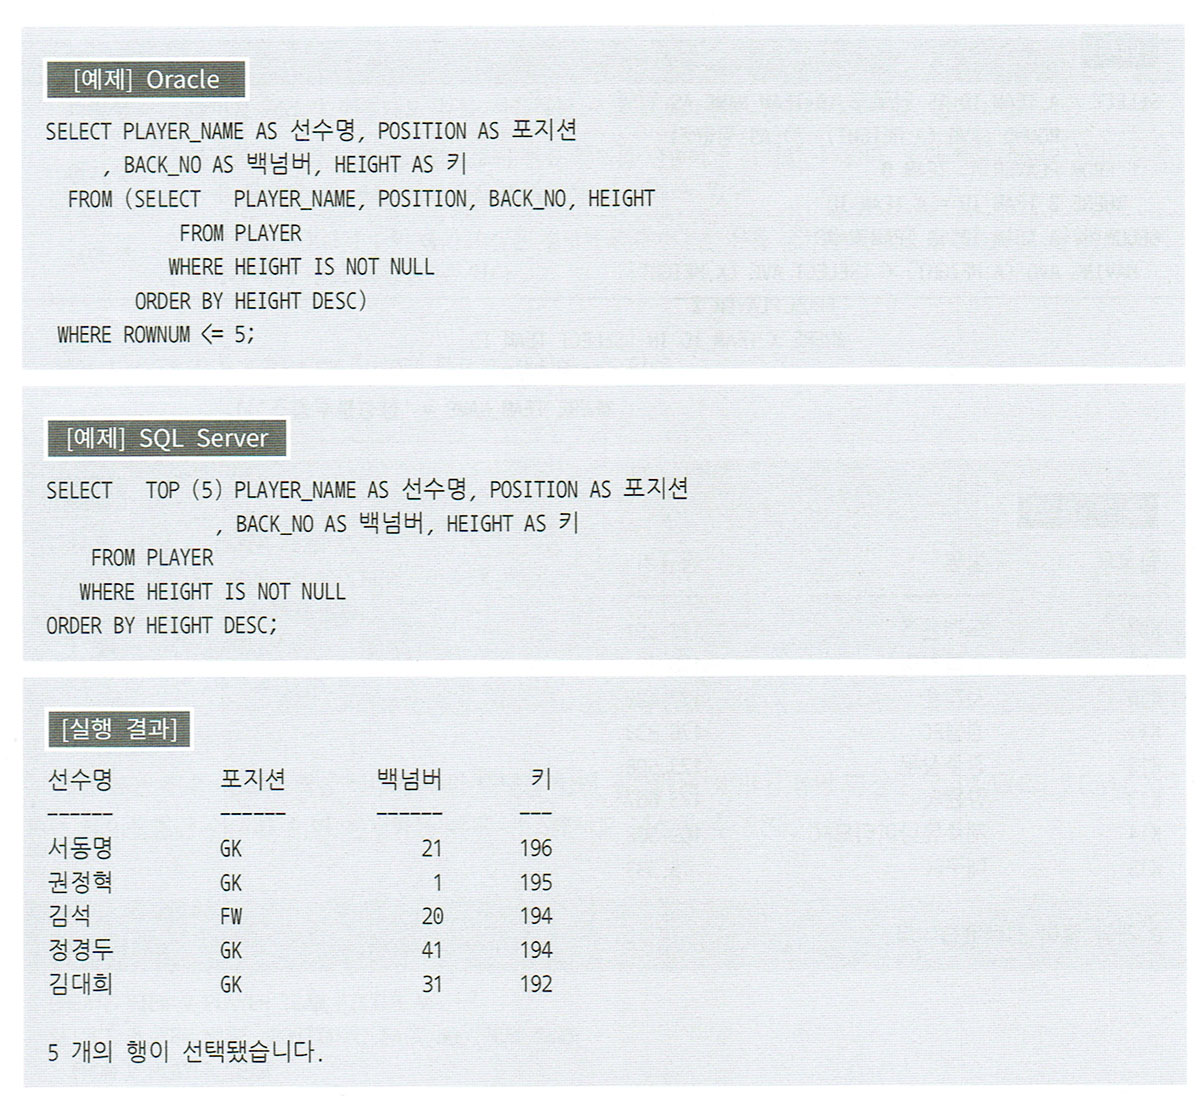 [예제] Oracle
SELECT PLAYER_NAME AS 선수명, POSITION AS 포지션
, BACK_NO AS 백넘버, HEIGHT AS 키
FROM (SELECT PLAYER_NAME, POSITION, BACK_NO, HEIGHT
FROM PLAYER
WHERE HEIGHT IS NOT NULL
ORDER BY HEIGHT DESC)
WHERE ROWNUM <= 5;
[예제] SQL Server
SELECT TOP (5) PLAYER_NAME AS 선수명, POSITION AS 포지션
, BACK_NO AS 백넘버, HEIGHT AS 키
FROM PLAYER
WHERE HEIGHT IS NOT NULL
ORDER BY HEIGHT DESC;
[실행 결과]
선수명 포지션 백넘버 키
------ ------ ------ ---
서동명 GK 21 196
권정혁 GK 1 195
김석 FW 20 194
정경두 GK 41 194
김대희 GK 31 192
5 개의 행이 선택됐습니다.